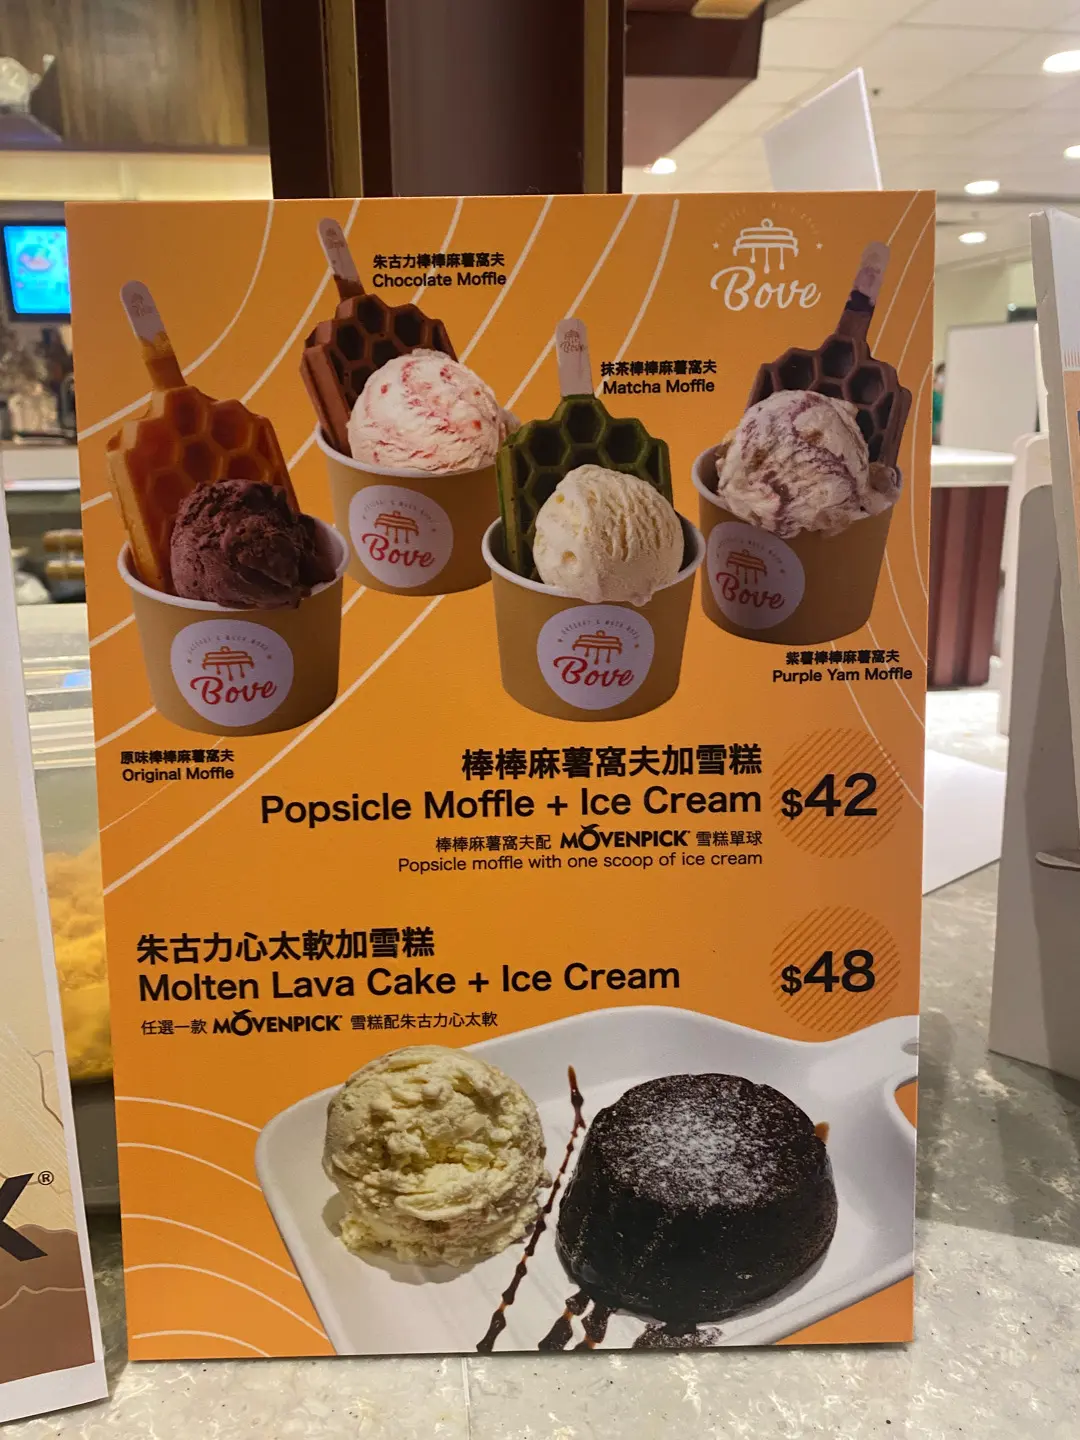 朱古力棒棒麻薯窩夫
Chocolate Moffle
Bove
抹茶棒棒麻薯窩夫
Matcha Moffle
Bove
Bove
Bove
Bove
Bove
紫薯棒棒麻薯窩夫
Purple Yam Moffle
原味棒棒麻薯窩夫
Original Moffle
棒棒麻薯窩夫加雪糕
Popsicle Moffle + Ice Cream $42
棒棒麻薯窩夫配 MÖVENPICK 雪糕單球
Popsicle moffle with one scoop of ice cream
朱古力心太軟加雪糕
Molten Lava Cake + Ice Cream $48
任選一款 MÖVENPICK 雪糕配朱古力心太軟
K®